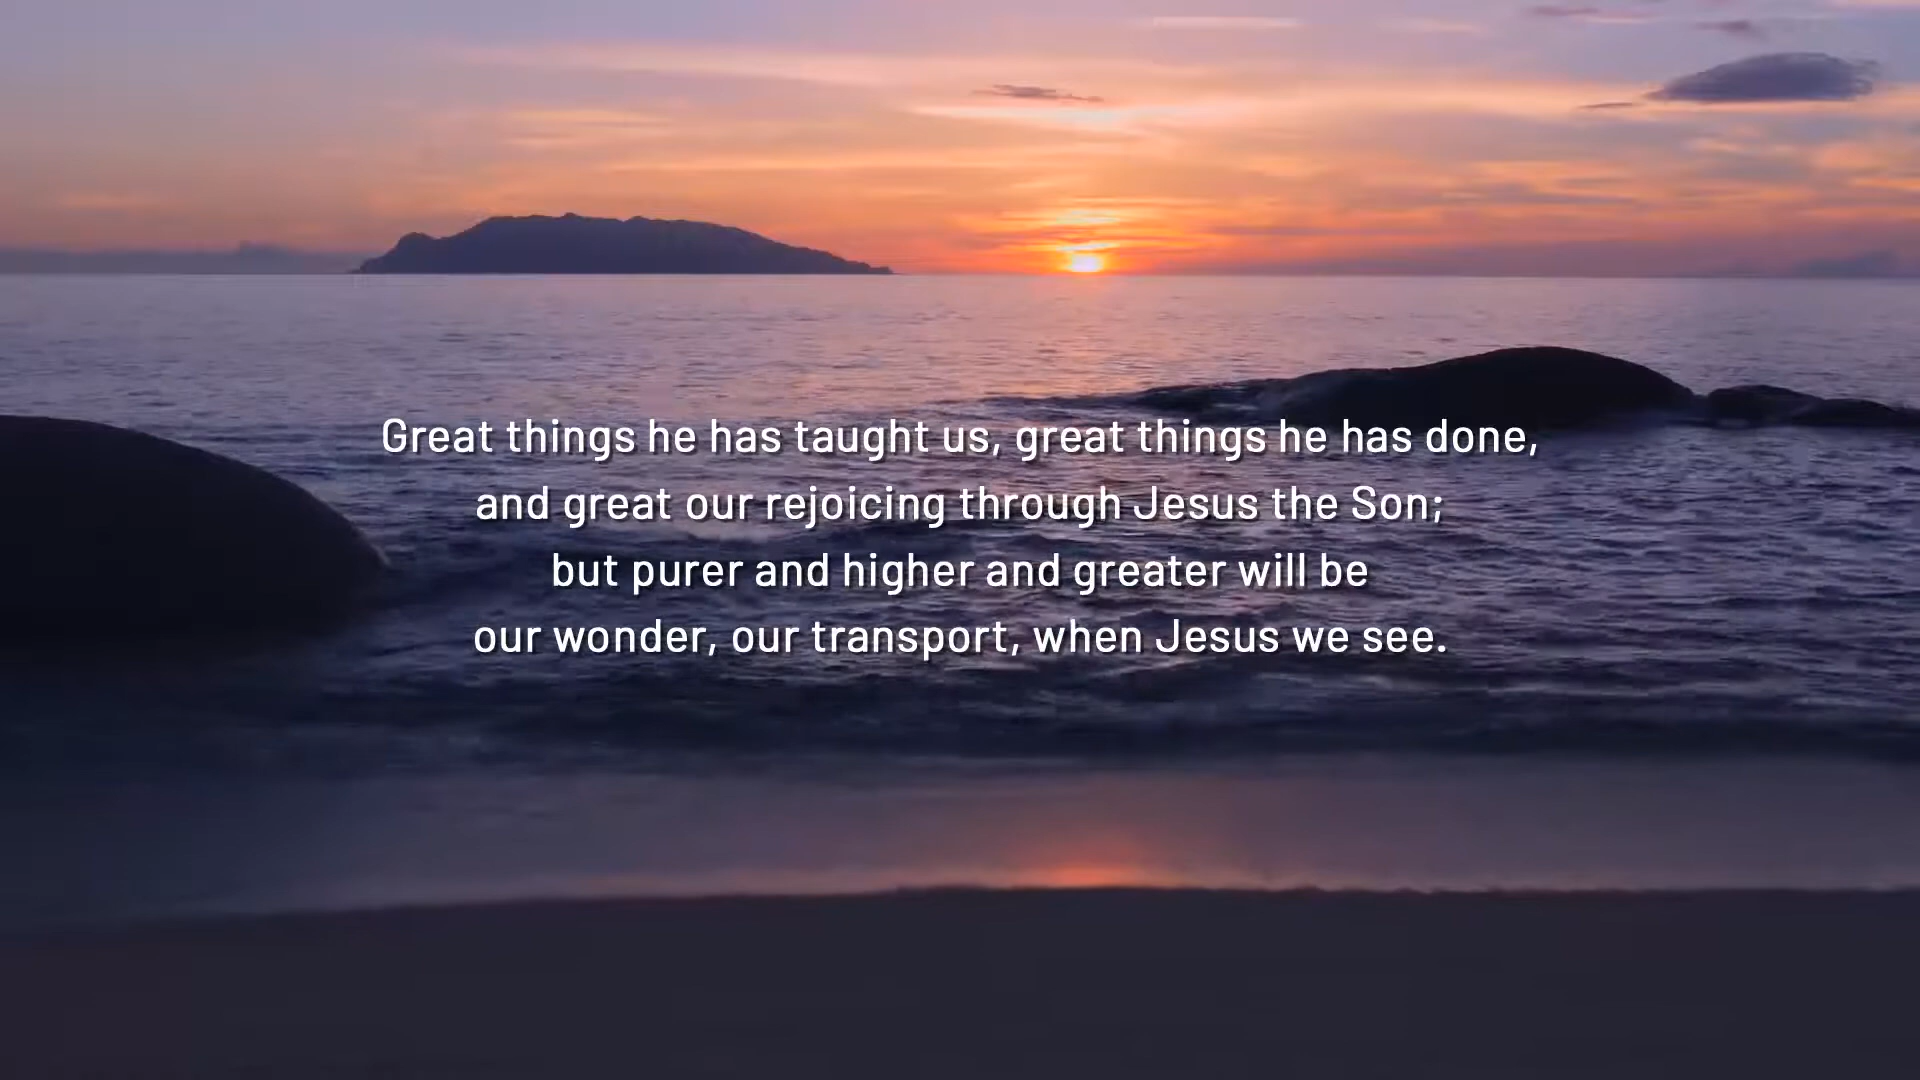 Great things he has taught us, great things he has done,
and great our rejoicing through Jesus the Son;
but purer and higher and greater will be
our wonder, our transport, when Jesus we see.